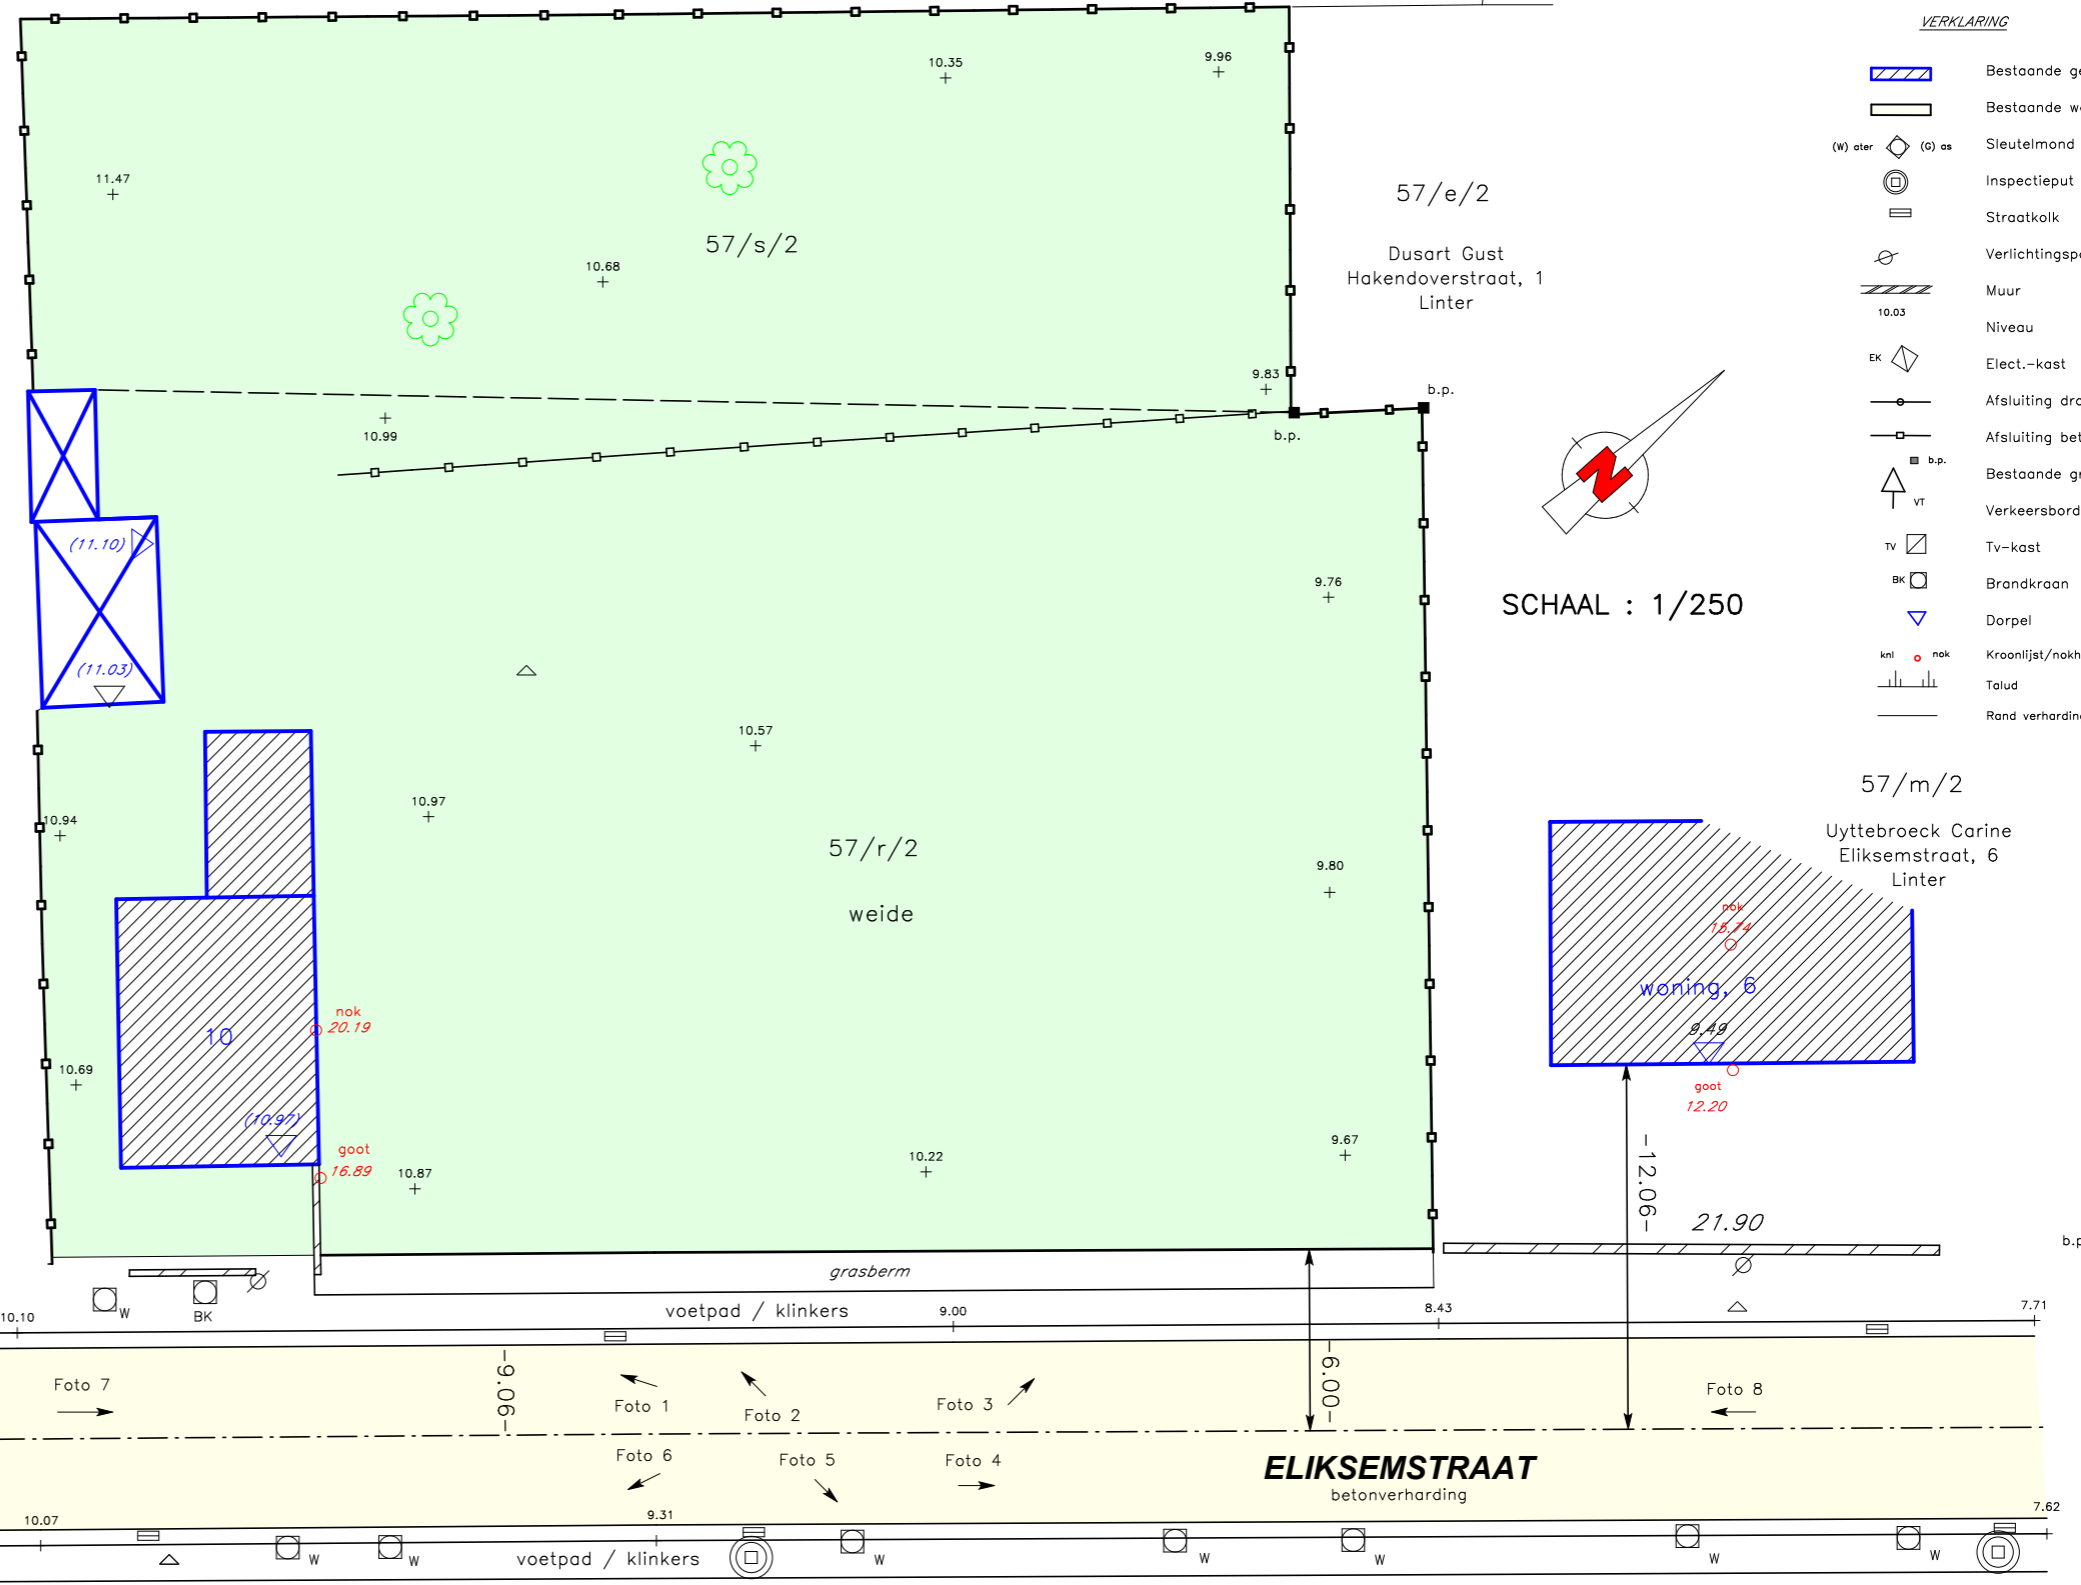 VERKLARING
Bestaande
Bestaande
(W) ater
(G) as
Sleutelmond
Inspectieput
Straatkolk
Muur
10.03
Niveau
EK
Elect.-kast
Afsluiting
Afsluiting
b.p.
Bestaande
VT
Verkeersbord
TV
Tv-kast
BK
Brandkraan
Dorpel
knl
nok
Talud
Rand
10.35
9.96
11.47
57/s/2
10.68
57/e/2
Dusart Gust
Hakendoverstraat, 1
Linter
9.83
b.p.
b.p.
10.99
(11.10)
(11.03)
SCHAAL : 1/250
N
9.76
10.57
10.97
10.94
57/r/2
weide
9.80
57/m/2
Uyttebroeck Carine
Eliksemstraat, 6
Linter
nok
15.74
woning, 6
9.49
goot
12.20
nok
20.19
10
10.69
(10.97)
goot
16.89
10.87
10.22
9.67
-12.06-
21.90
grasberm
W
BK
voetpad / klinkers
10.10
9.00
8.43
7.71
Foto 7
-9.06-
Foto 1
Foto 2
Foto 3
-6.00-
Foto 8
Foto 6
Foto 5
Foto 4
ELIKSEMSTRAAT
betonverharding
10.07
9.31
7.62
W
W
voetpad / klinkers
W
W
W
W
W